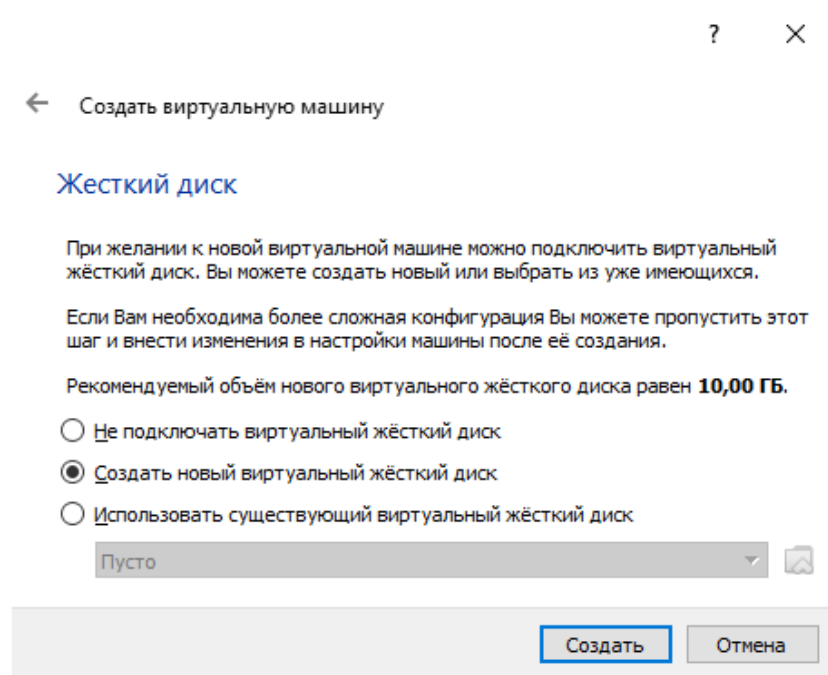 ?
Создать виртуальную машину
Жесткий диск
При желании к новой виртуальной машине можно подключить виртуальный
жёсткий диск. Вы можете создать новый или выбрать из уже имеющихся.
Если Вам необходима более сложная конфигурация Вы можете пропустить этот
шаг и внести изменения в настройки машины после её создания.
Рекомендуемый объём нового виртуального жёсткого диска равен 10,00 ГБ.
Не подключать виртуальный жёсткий диск
Создать новый виртуальный жёсткий диск
Использовать существующий виртуальный жёсткий диск
Пусто
Создать Отмена